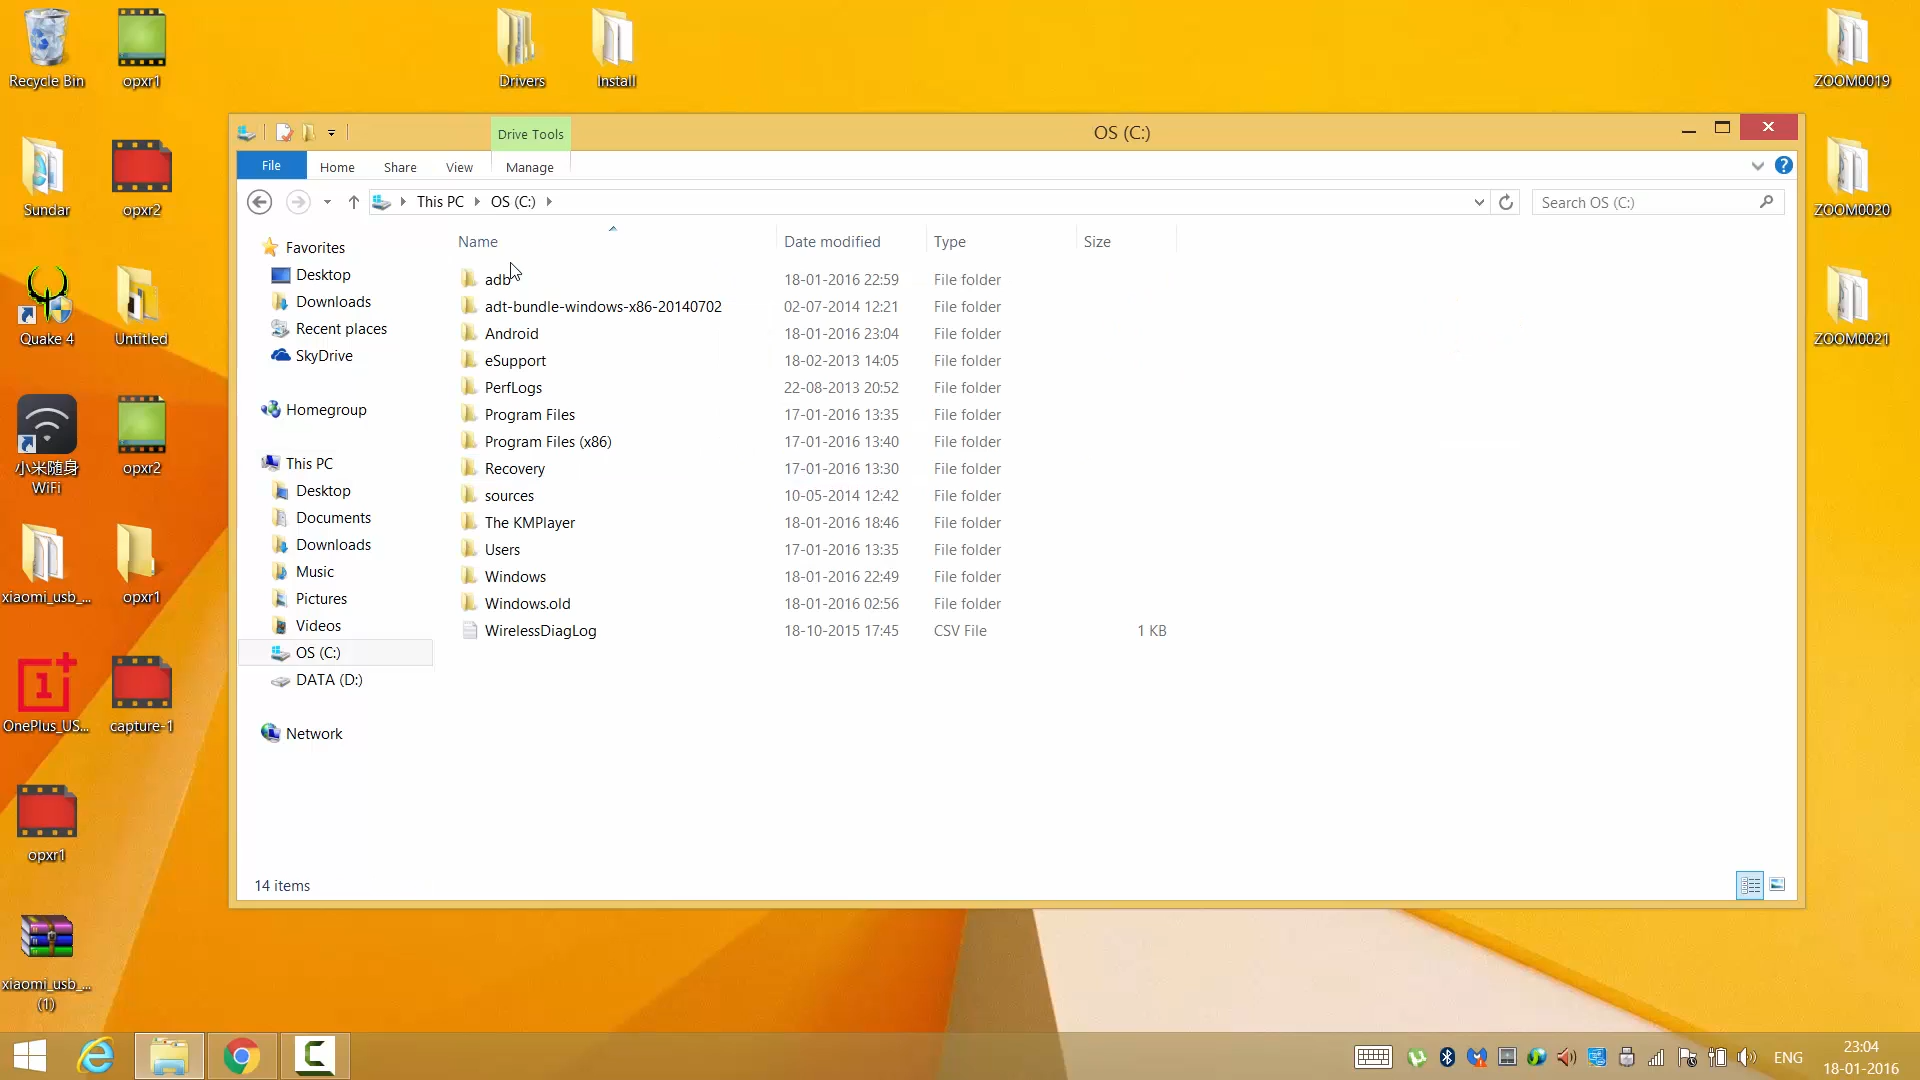 Recycle Bin
opxr1
Drivers
Install
ZOOM0019
Sundar
opxr2
ZOOM0020
Quake 4
Untitled
ZOOM0021
小米随身
WiFi
opxr2
xiaomi_usb_...
opxr1
OnePlus_US...
capture-1
opxr1
xiaomi_usb_...
(1)
Drive Tools
OS (C:)
File
Home
Share
View
Manage
This PC
OS (C:)
Search OS (C:)
Favorites
Desktop
Downloads
Recent places
SkyDrive
Homegroup
This PC
Desktop
Documents
Downloads
Music
Pictures
Videos
OS (C:)
DATA (D:)
Network
Name Date modified Type Size
adb 18-01-2016 22:59 File folder
adt-bundle-windows-x86-20140702 02-07-2014 12:21 File folder
Android 18-01-2016 23:04 File folder
eSupport 18-02-2013 14:05 File folder
PerfLogs 22-08-2013 20:52 File folder
Program Files 17-01-2016 13:35 File folder
Program Files (x86) 17-01-2016 13:40 File folder
Recovery 17-01-2016 13:30 File folder
sources 10-05-2014 12:42 File folder
The KMPlayer 18-01-2016 18:46 File folder
Users 17-01-2016 13:35 File folder
Windows 18-01-2016 22:49 File folder
Windows.old 18-01-2016 02:56 File folder
WirelessDiagLog 18-10-2015 17:45 CSV File 1 KB
14 items
ENG
23:04
18-01-2016